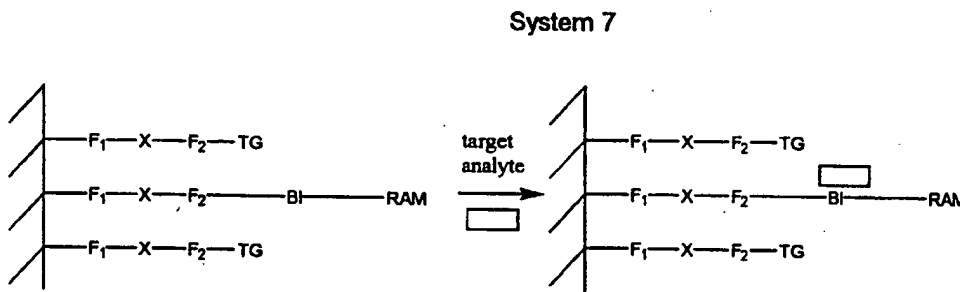 System 7
F₁—X—F₂—TG
F₁—X—F₂—BI—RAM
F₁—X—F₂—TG
target
analyte
F₁—X—F₂—TG
F₁—X—F₂—BI—RAM
F₁—X—F₂—TG